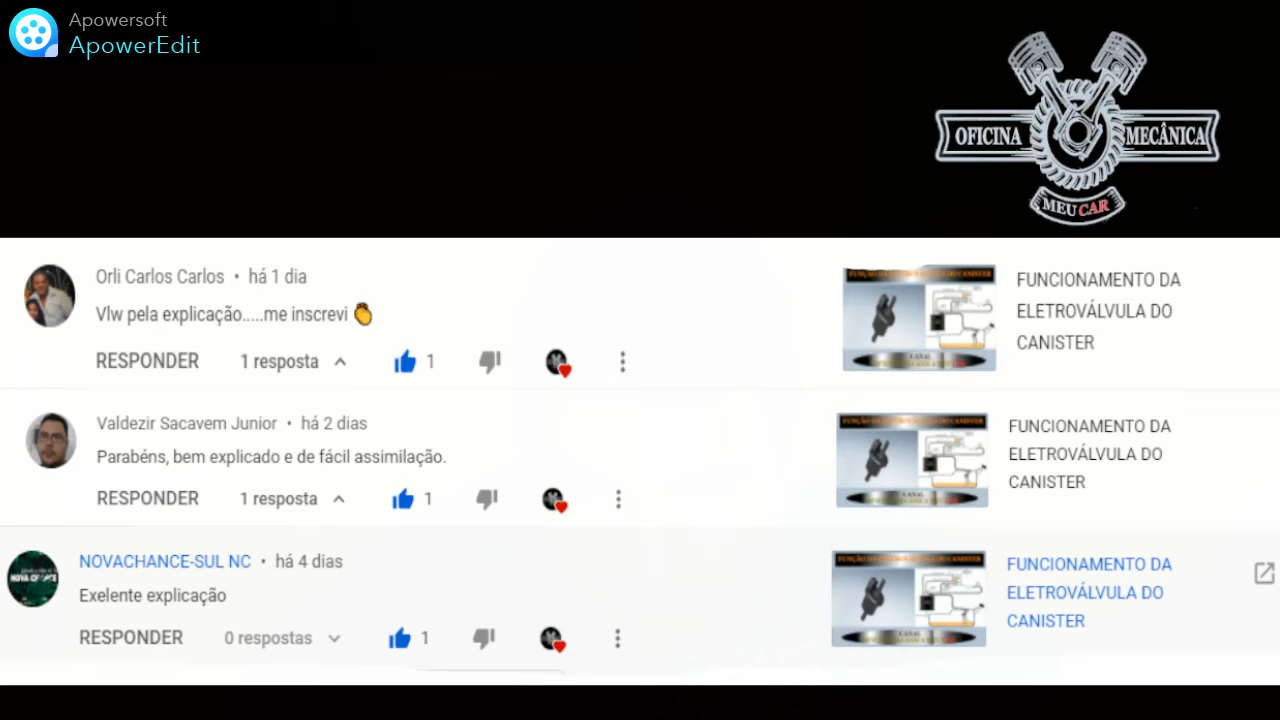 Apowersoft
ApowerEdit
OFICINA MECÂNICA
MEUCAR
Orli Carlos Carlos • há 1 dia
Vlw pela explicação.....me inscrevi 👏
RESPONDER 1 resposta 1
FUNCIONAMENTO DA
ELETROVÁLVULA DO
CANISTER
Valdezir Sacavem Junior • há 2 dias
Parabéns, bem explicado e de fácil assimilação.
RESPONDER 1 resposta 1
FUNCIONAMENTO DA
ELETROVÁLVULA DO
CANISTER
NOVACHANCE-SUL NC • há 4 dias
Exelente explicação
RESPONDER 0 respostas 1
FUNCIONAMENTO DA
ELETROVÁLVULA DO
CANISTER